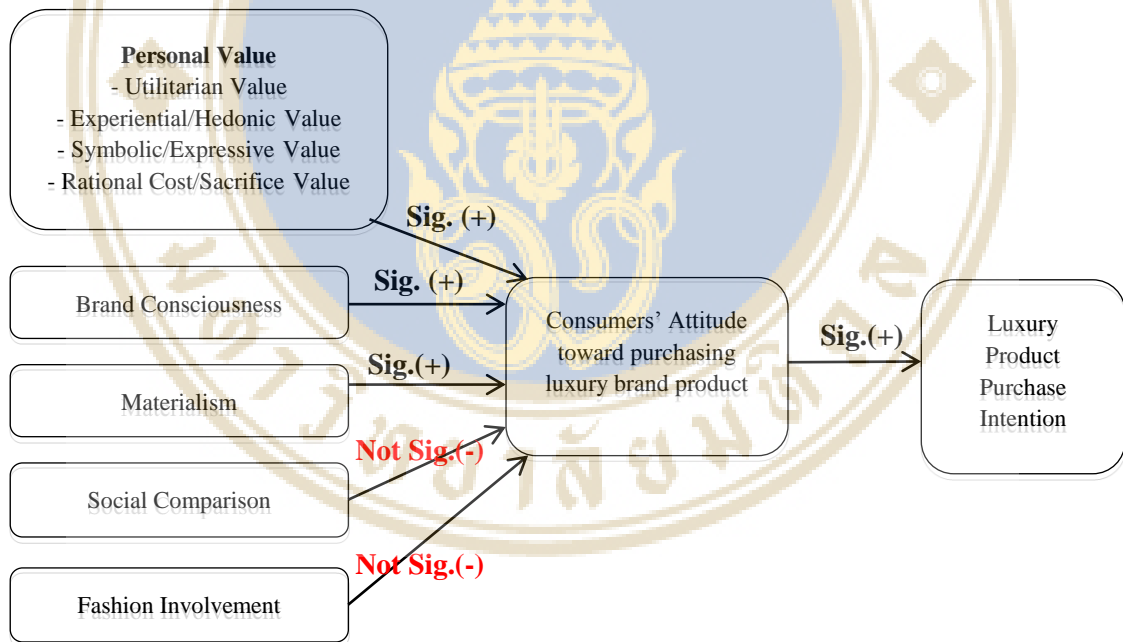 Personal Value
- Utilitarian Value
- Experiential/Hedonic Value
- Symbolic/Expressive Value
- Rational Cost/Sacrifice Value
Sig. (+)
Brand Consciousness
Sig. (+)
Materialism
Sig.(+)
Social Comparison
Not Sig.(-)
Fashion Involvement
Not Sig.(-)
Consumers' Attitude
toward purchasing
luxury brand product
Sig.(+)
Luxury
Product
Purchase
Intention